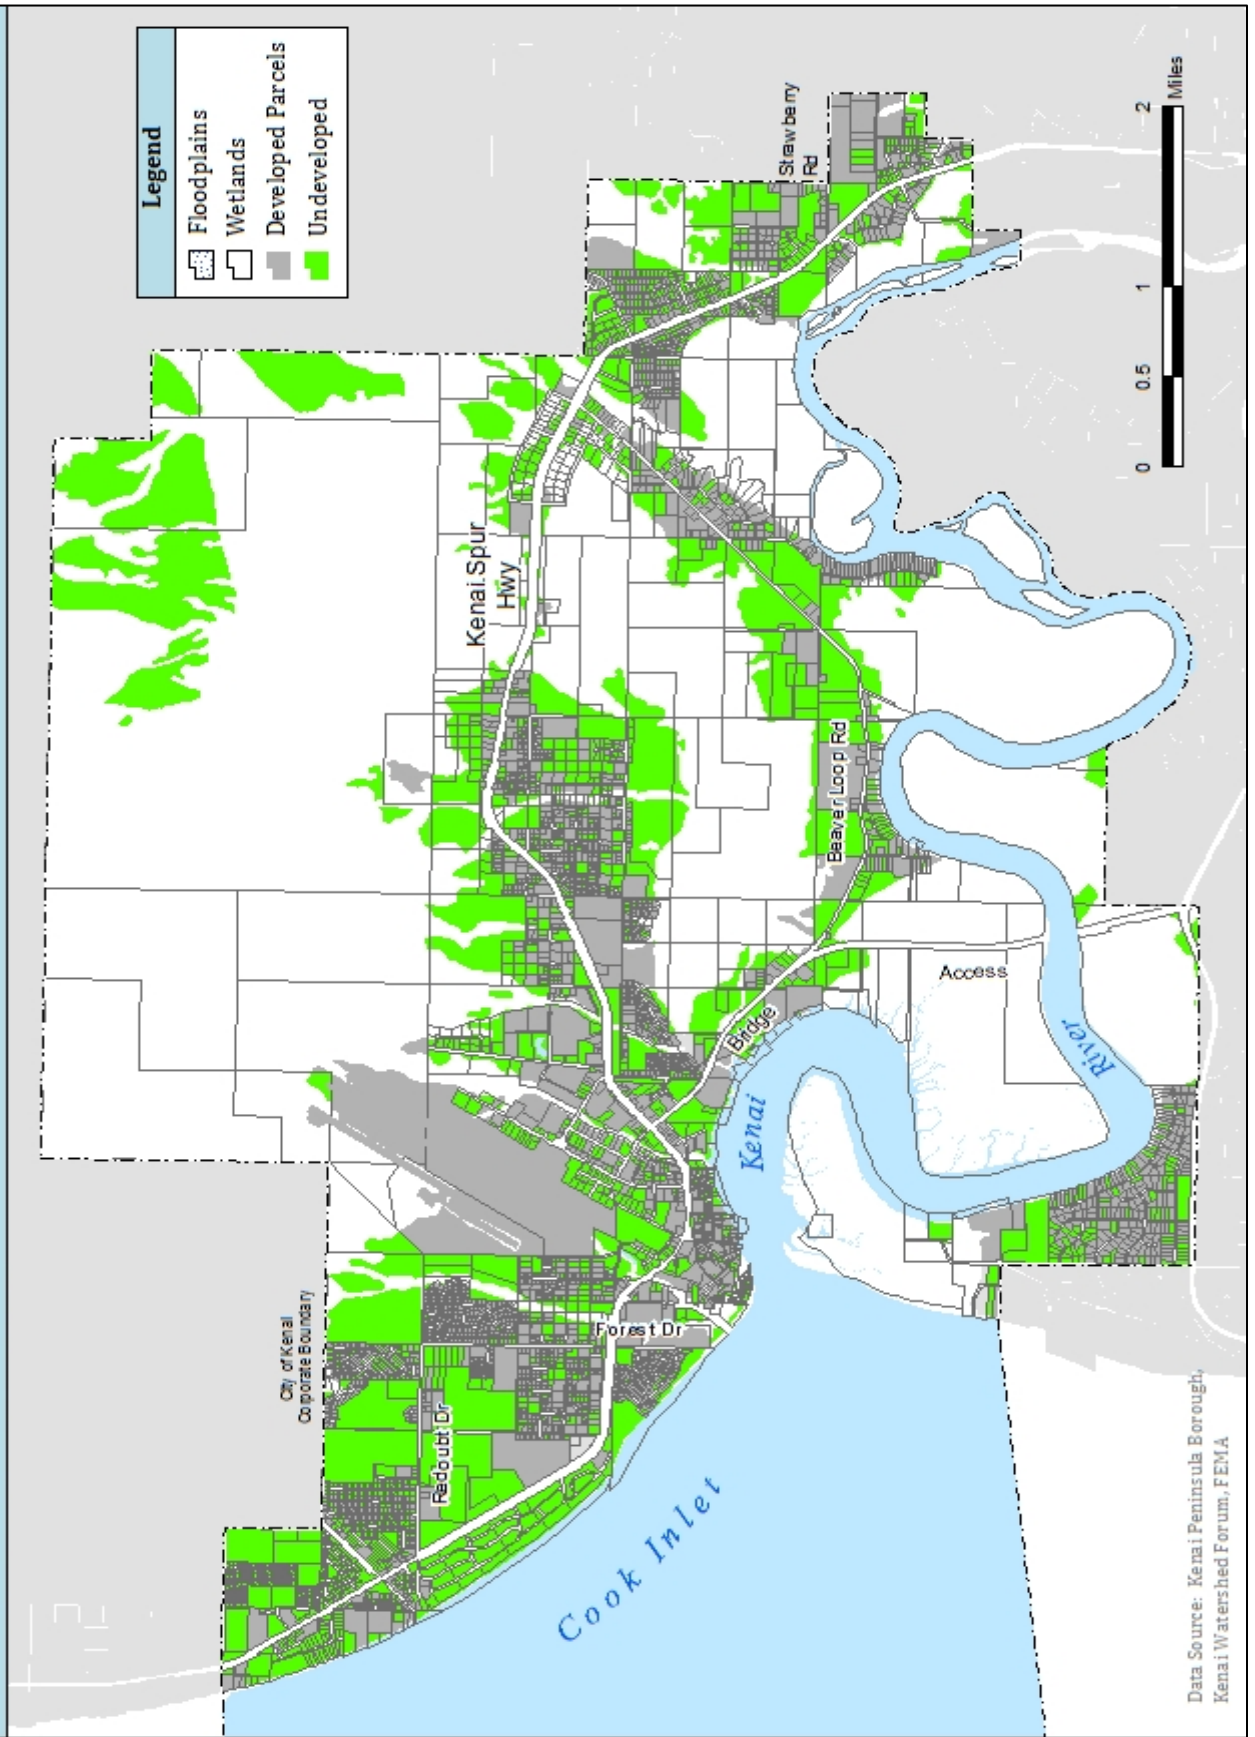 Legend
Floodplains
Wetlands
Developed Parcels
Undeveloped
City of Kenai
Corporate Boundary
Kenai Spur
Hwy
Strawberry
Rd
Redoubt Dr
Forest Dr
Beaver Loop Rd
Bridge
Access
Kenai
River
Cook Inlet
0 0.5 1 2
Miles
Data Source: Kenai Peninsula Borough,
Kenai Watershed Forum, FEMA